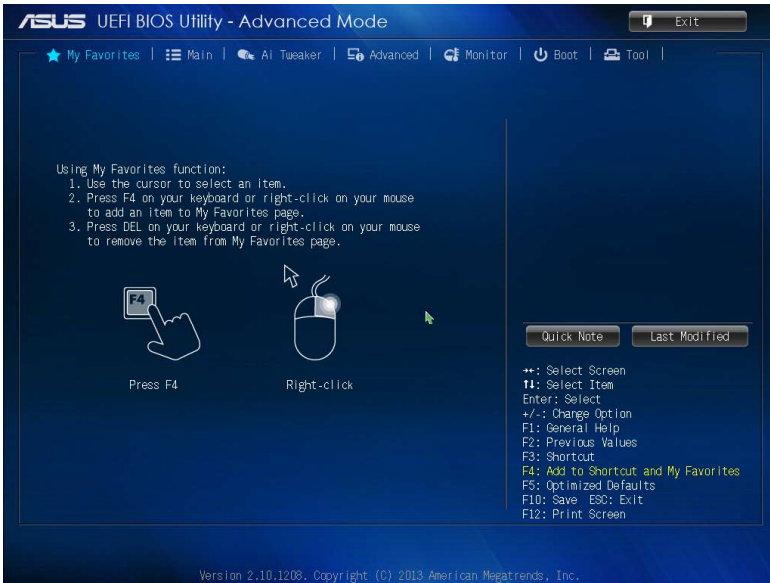 ASUS UEFI BIOS Utility - Advanced Mode
Exit
My Favorites | Main | Ai Tweaker | Advanced | Monitor | Boot | Tool |
Using My Favorites function:
1. Use the cursor to select an item.
2. Press F4 on your keyboard or right-click on your mouse
to add an item to My Favorites page.
3. Press DEL on your keyboard or right-click on your mouse
to remove the item from My Favorites page.
F4
Press F4
Right-click
Quick Note
Last Modified
→←: Select Screen
↑↓: Select Item
Enter: Select
+/-: Change Option
F1: General Help
F2: Previous Values
F3: Shortcut
F4: Add to Shortcut and My Favorites
F5: Optimized Defaults
F10: Save ESC: Exit
F12: Print Screen
Version 2.10.1208. Copyright (C) 2013 American Megatrends, Inc.